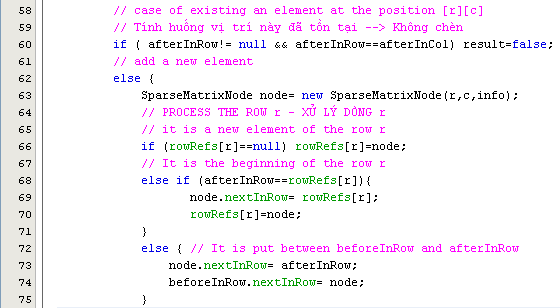 58 // case of existing an element at the position [r][c]
59 // Tình huống vị trí này đã tồn tại --> Không chèn
60 if ( afterInRow!= null && afterInRow==afterInCol) result=false;
61 // add a new element
62 else {
63 SparseMatrixNode node= new SparseMatrixNode(r,c,info);
64 // PROCESS THE ROW r - XỬ LÝ DÒNG r
65 // it is a new element of the row r
66 if (rowRefs[r]==null) rowRefs[r]=node;
67 // It is the beginning of the row r
68 else if (afterInRow==rowRefs[r]){
69 node.nextInRow= rowRefs[r];
70 rowRefs[r]=node;
71 }
72 else { // It is put between beforeInRow and afterInRow
73 node.nextInRow= afterInRow;
74 beforeInRow.nextInRow= node;
75 }